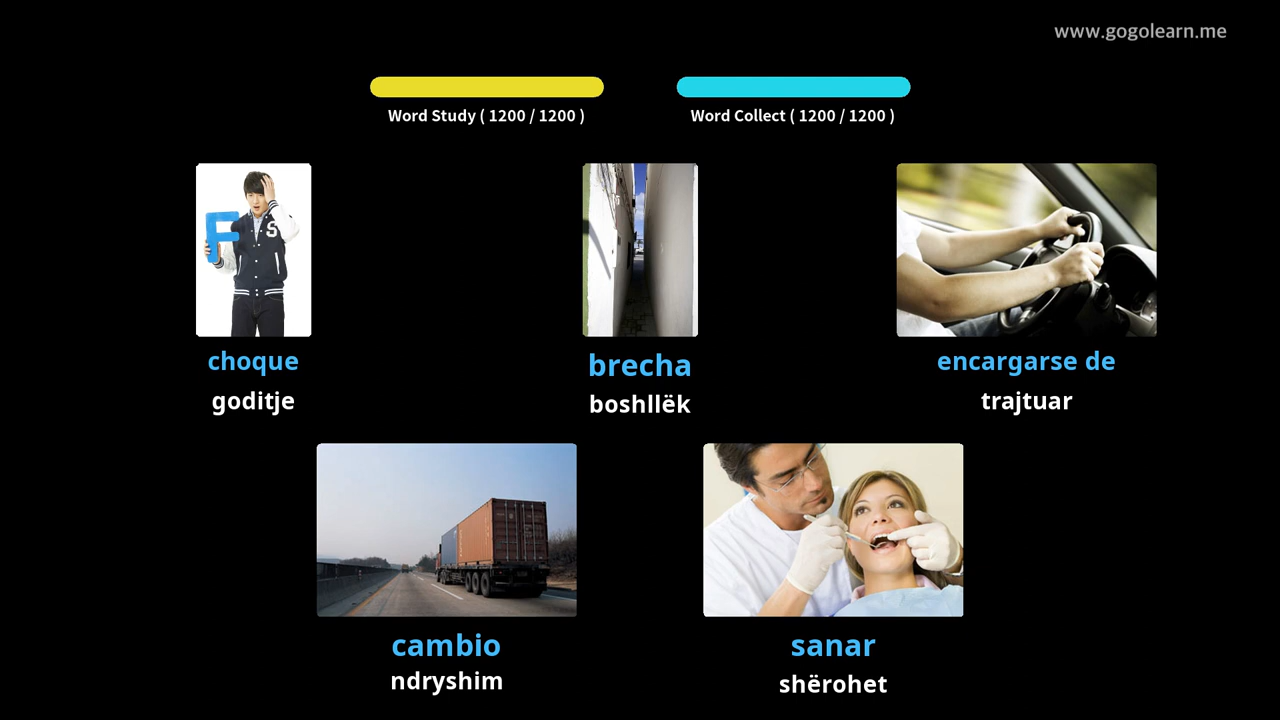 www.gogolearn.me
Word Study ( 1200 / 1200 )
Word Collect ( 1200 / 1200 )
F
S
choque
goditje
brecha
boshllëk
encargarse de
trajtuar
cambio
ndryshim
sanar
shërohet